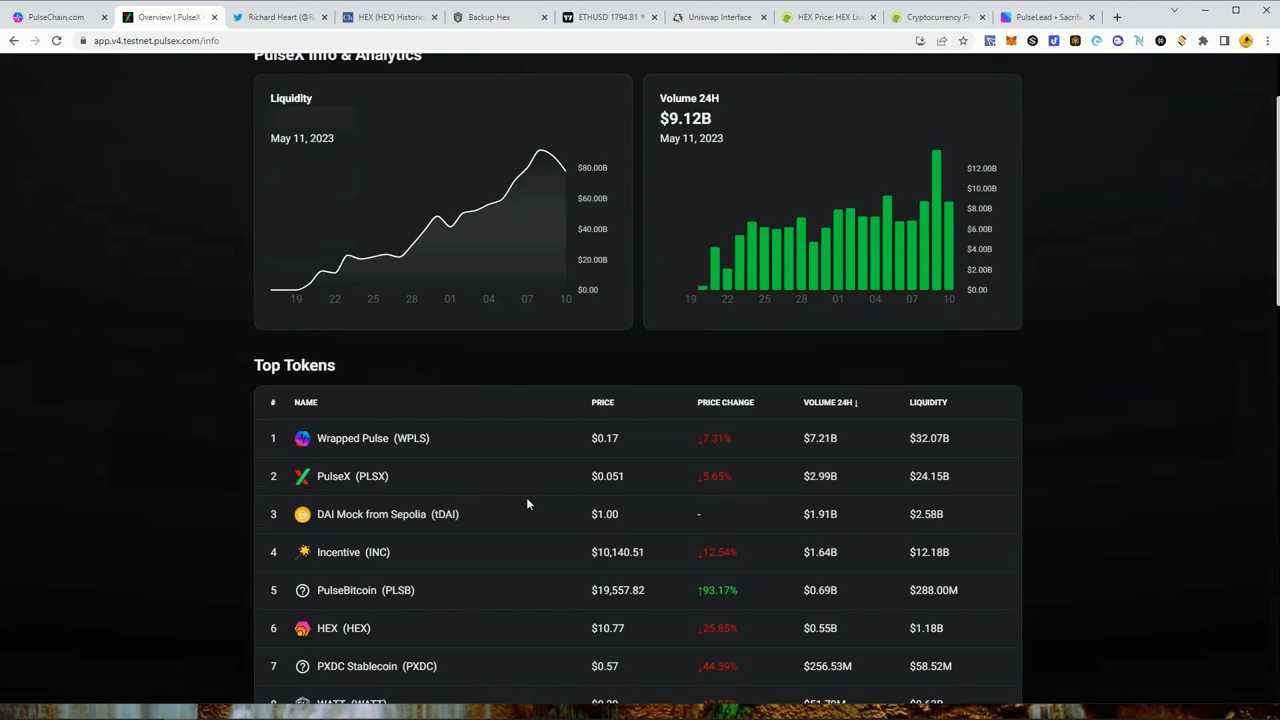 PulseChain.com
Overview | PulseX
Richard Heart (@R
HEX (HEX) Historic
Backup Hex
ETHUSD 1794.81
Uniswap Interface
HEX Price: HEX Live
Cryptocurrency Pri
PulseLead • Sacrifi
app.v4.testnet.pulsex.com/info
PulseX Info & Analytics
Liquidity
May 11, 2023
$80.00B
$60.00B
$40.00B
$20.00B
$0.00
19 22 25 28 01 04 07 10
Volume 24H
$9.12B
May 11, 2023
$12.00B
$10.00B
$8.00B
$6.00B
$4.00B
$2.00B
$0.00
19 22 25 28 01 04 07 10
Top Tokens
# NAME PRICE PRICE CHANGE VOLUME 24H ↓ LIQUIDITY
1 Wrapped Pulse (WPLS) $0.17 ↓7.31% $7.21B $32.07B
2 PulseX (PLSX) $0.051 ↓5.65% $2.99B $24.15B
3 DAI Mock from Sepolia (tDAI) $1.00 - $1.91B $2.58B
4 Incentive (INC) $10,140.51 ↓12.54% $1.64B $12.18B
5 PulseBitcoin (PLSB) $19,557.82 ↑93.17% $0.69B $288.00M
6 HEX (HEX) $10.77 ↓25.85% $0.55B $1.18B
7 PXDC Stablecoin (PXDC) $0.57 ↓44.59% $256.53M $58.52M
8 WATT (WATT)